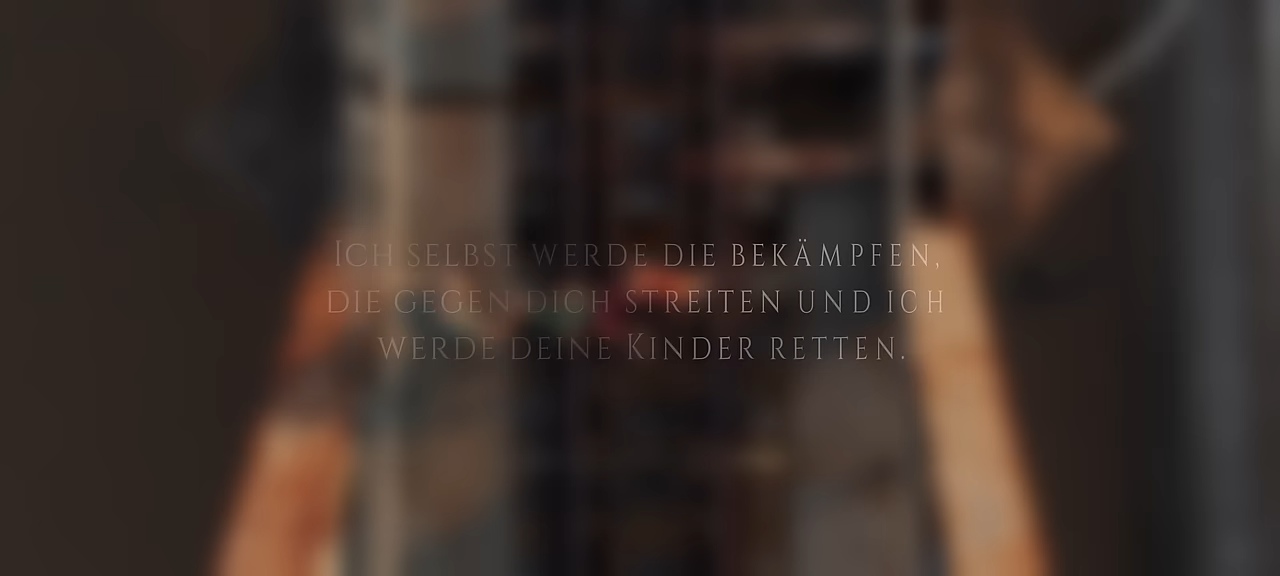 Ich selbst werde die bekämpfen,
die gegen dich streiten und ich
werde deine Kinder retten.